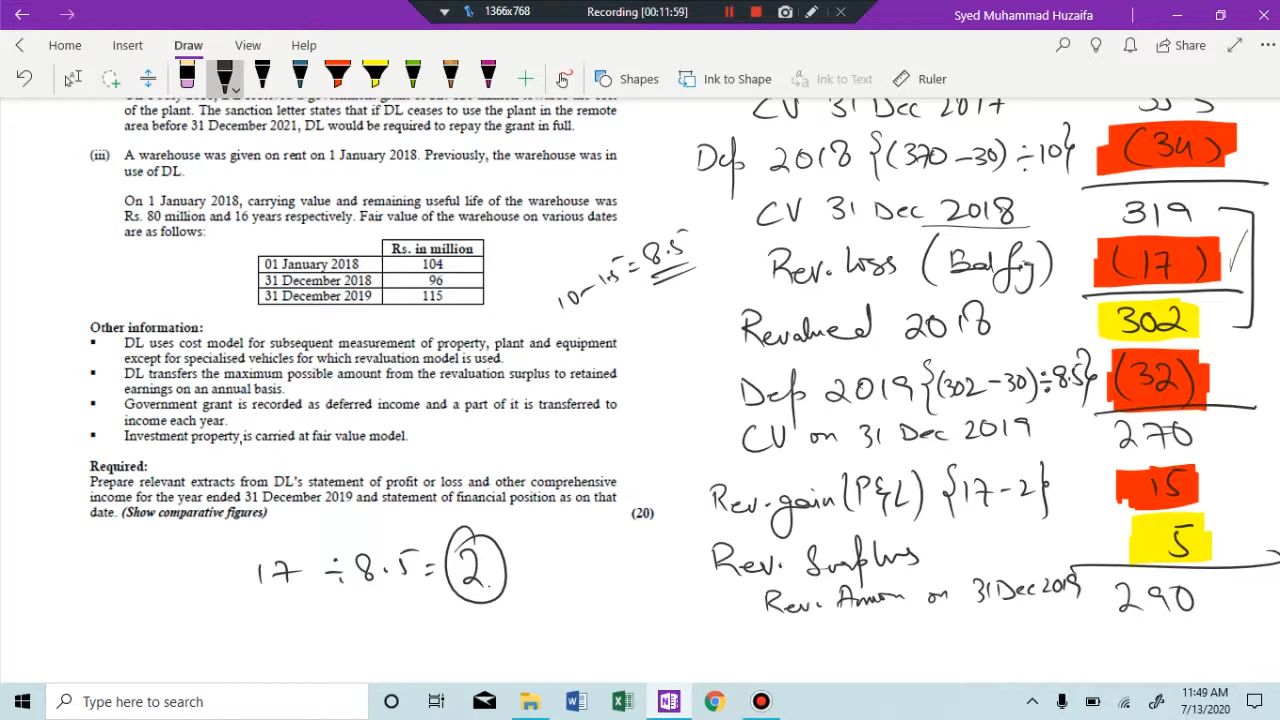 1366x768
Recording [00:11:59]
Syed Muhammad Huzaifa
Home Insert Draw View Help
Share
Shapes
Ink to Shape
Ink to Text
Ruler
of the plant. The sanction letter states that if DL ceases to use the plant in the remote
area before 31 December 2021, DL would be required to repay the grant in full.
(iii) A warehouse was given on rent on 1 January 2018. Previously, the warehouse was in
use of DL.
On 1 January 2018, carrying value and remaining useful life of the warehouse was
Rs. 80 million and 16 years respectively. Fair value of the warehouse on various dates
are as follows:
Rs. in million
01 January 2018 104
31 December 2018 96
31 December 2019 115
10 - 1.5 = 8.5
Other information:
▪ DL uses cost model for subsequent measurement of property, plant and equipment
except for specialised vehicles for which revaluation model is used.
▪ DL transfers the maximum possible amount from the revaluation surplus to retained
earnings on an annual basis.
▪ Government grant is recorded as deferred income and a part of it is transferred to
income each year.
▪ Investment property is carried at fair value model.
Required:
Prepare relevant extracts from DL's statement of profit or loss and other comprehensive
income for the year ended 31 December 2019 and statement of financial position as on that
date. (Show comparative figures) (20)
17 ÷ 8.5 = 2
CV 31 Dec 2017
Dep 2018 {(370-30)÷10} (34)
CV 31 Dec 2018 319
Rev. Loss (Bal fig) (17)
Revalued 2018 302
Dep 2019 {(302-30)÷8.5} (32)
CV on 31 Dec 2019 270
Rev. gain (P&L) {17-2} 15
Rev. Surplus 5
Rev. Amon on 31 Dec 2019 290
Type here to search
11:49 AM
7/13/2020